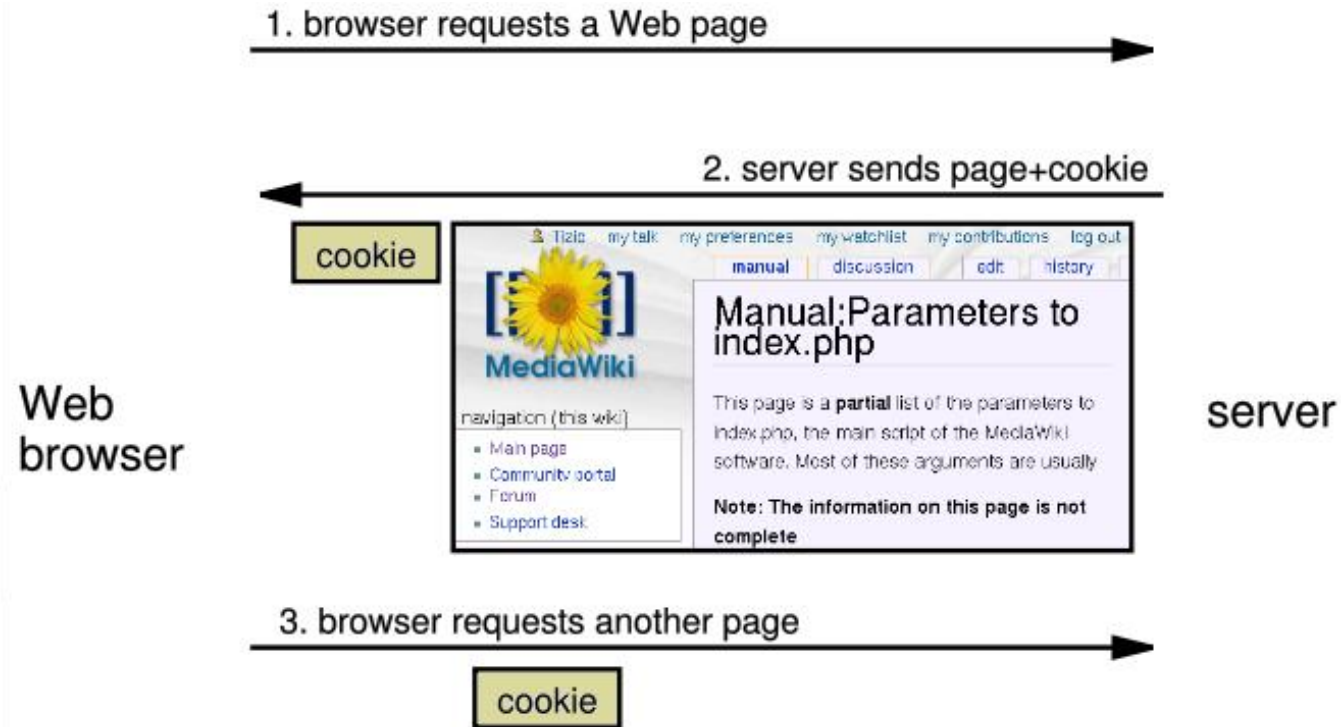 1. browser requests a Web page
2. server sends page+cookie
cookie
Tizio my talk my preferences my watchlist my contributions log out
manual discussion edit history
Manual:Parameters to
index.php
MediaWiki
This page is a partial list of the parameters to
index.php, the main script of the MediaWiki
software. Most of these arguments are usually
Note: The information on this page is not
complete
navigation (this wiki)
Main page
Community portal
Forum
Support desk
Web
browser
server
3. browser requests another page
cookie